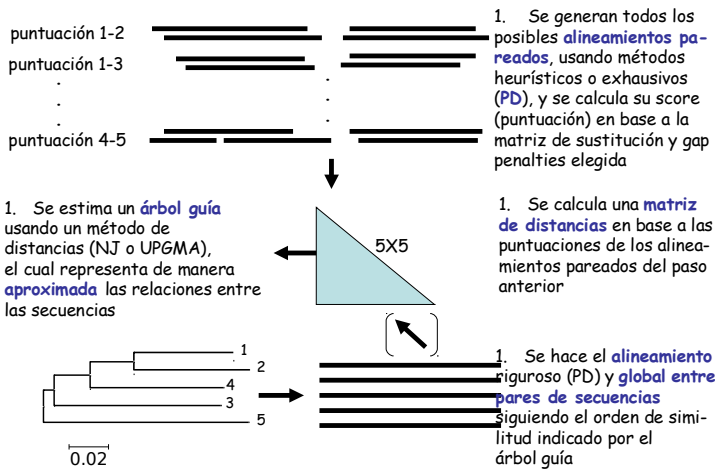 puntuación 1-2
puntuación 1-3
puntuación 4-5
1. Se generan todos los
posibles alineamientos pa-
reados, usando métodos
heurísticos o exhausivos
(PD), y se calcula su score
(puntuación) en base a la
matriz de sustitución y gap
penalties elegida
1. Se estima un árbol guía
usando un método de
distancias (NJ o UPGMA),
el cual representa de manera
aproximada las relaciones entre
las secuencias
5X5
1. Se calcula una matriz
de distancias en base a las
puntuaciones de los alinea-
mientos pareados del paso
anterior
1
2
4
3
5
0.02
1. Se hace el alineamiento
riguroso (PD) y global entre
pares de secuencias
siguiendo el orden de simi-
litud indicado por el
árbol guía